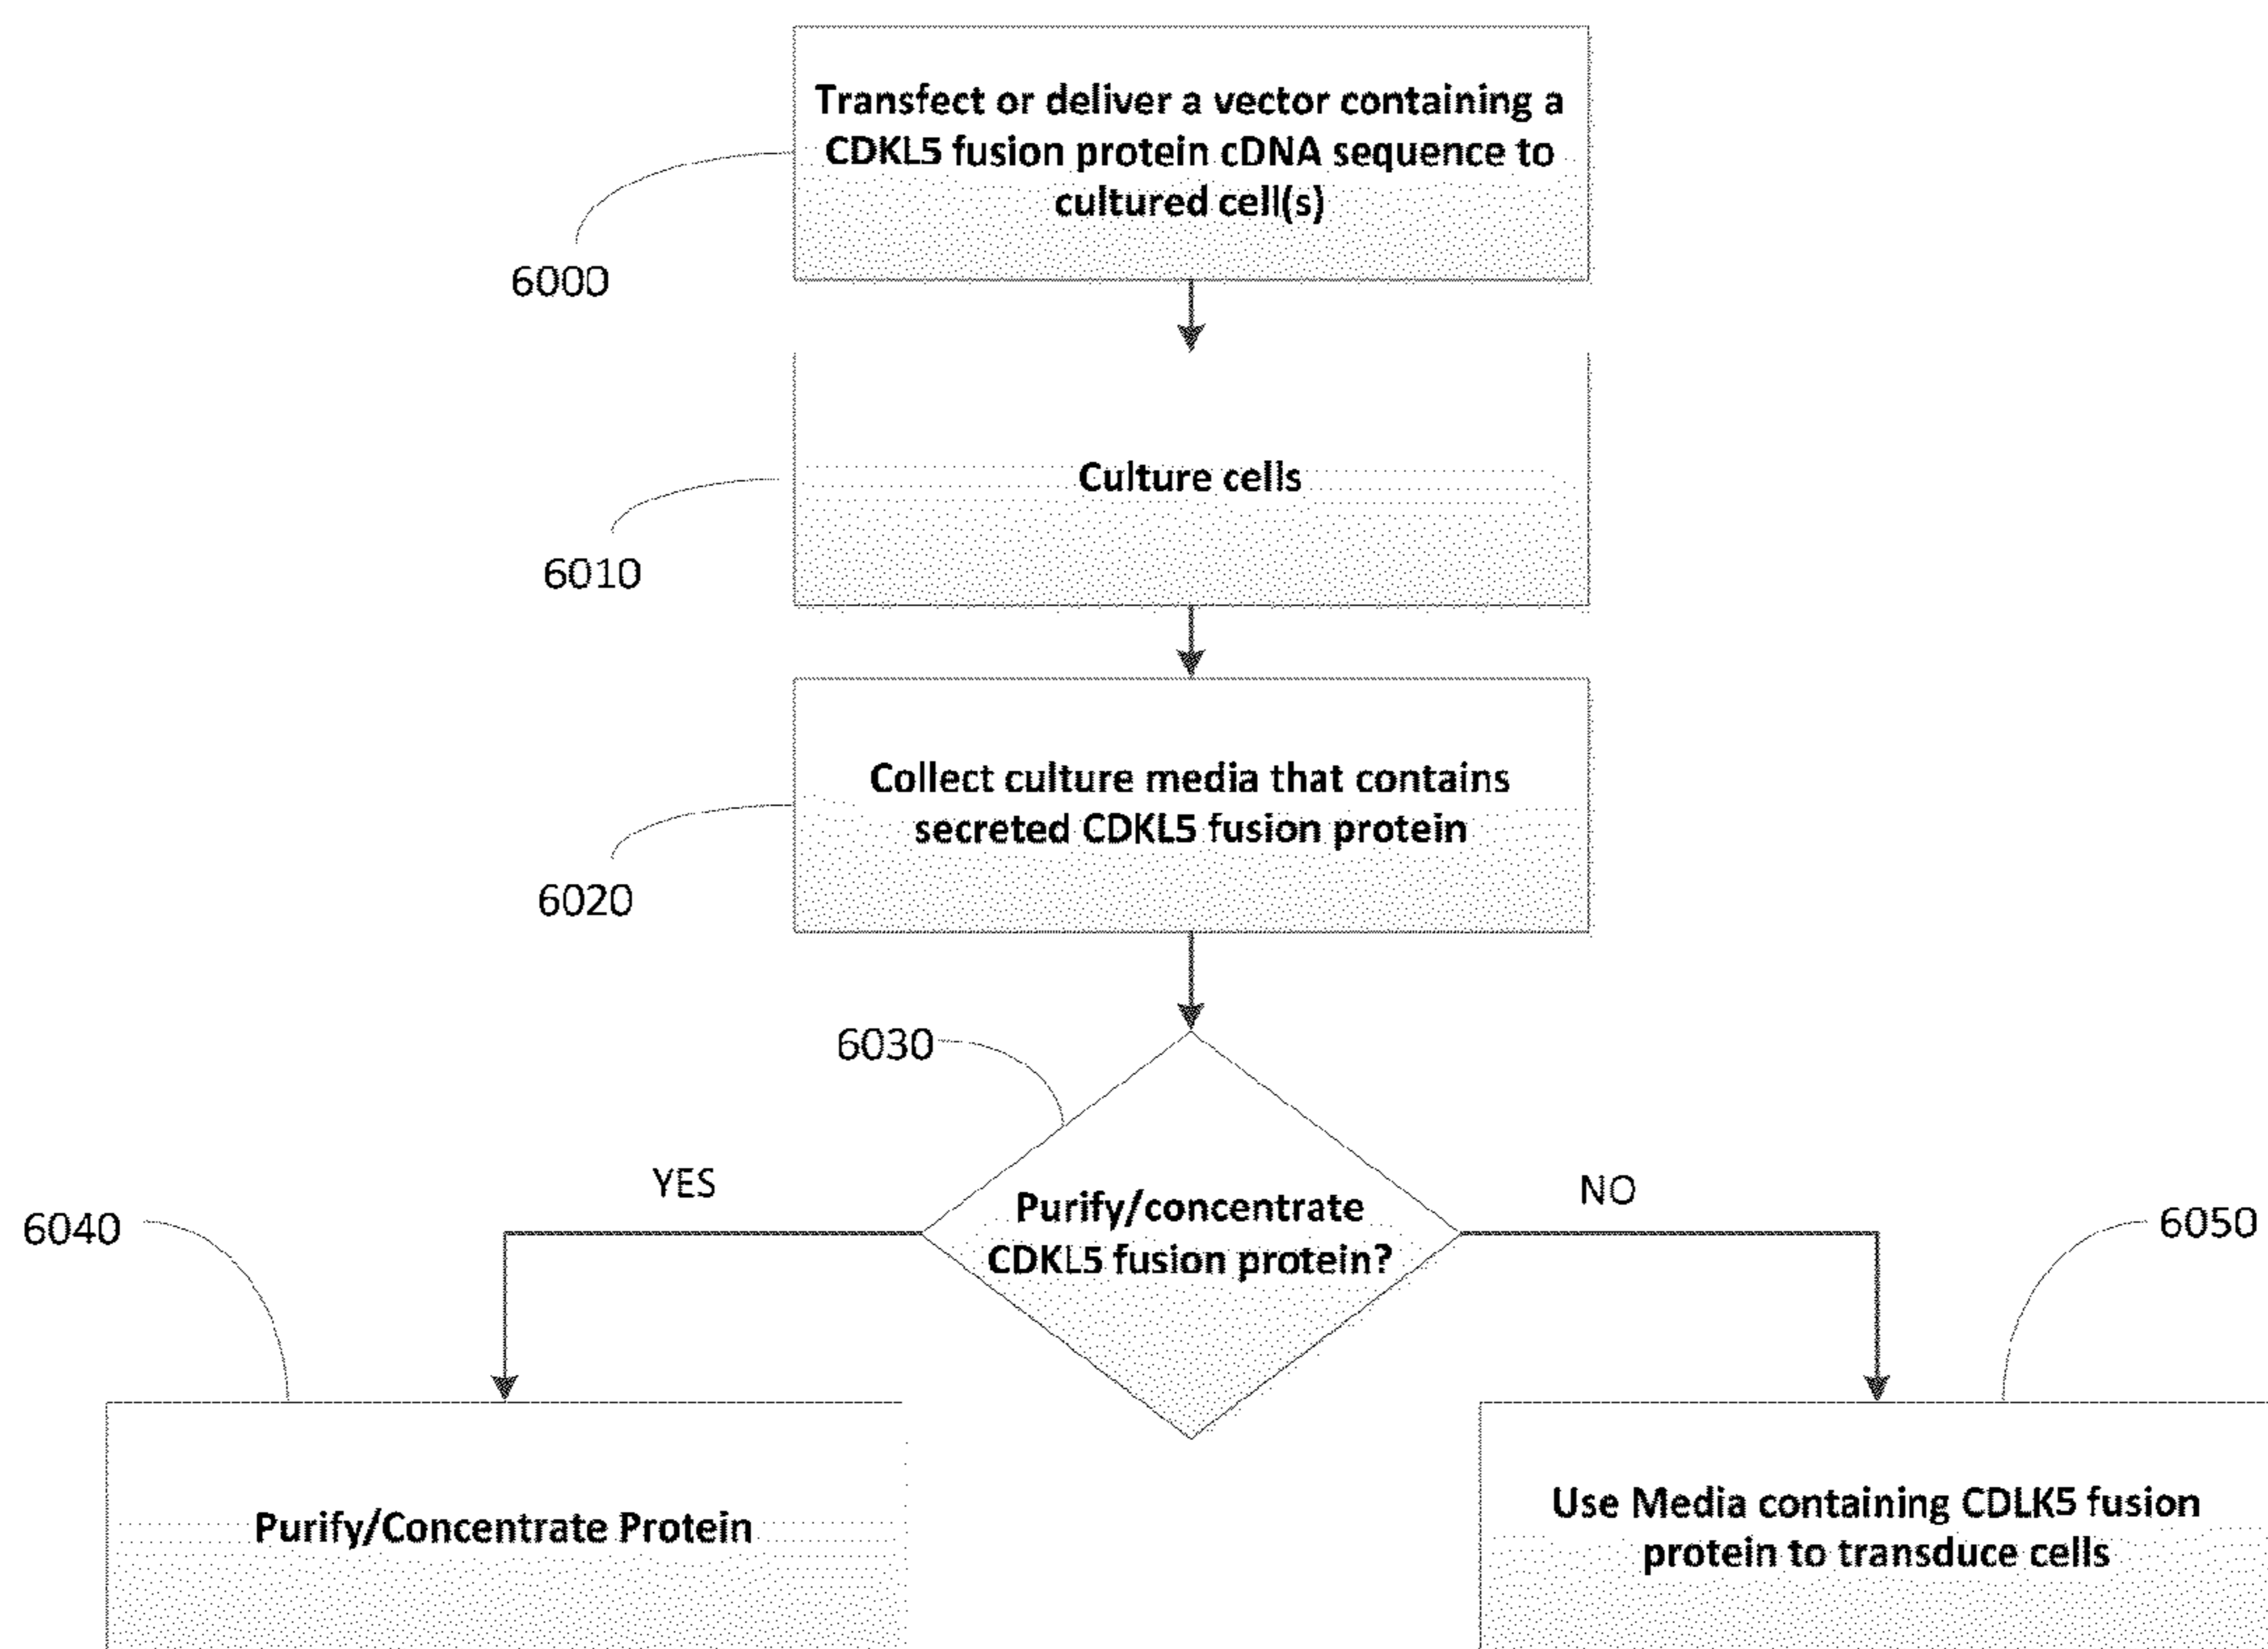 Transfect or deliver a vector containing a
CDKL5 fusion protein cDNA sequence to
cultured cell(s)
6000
Culture cells
6010
Collect culture media that contains
secreted CDKL5 fusion protein
6020
6030
YES
NO
Purify/concentrate
CDKL5 fusion protein?
6040
6050
Purify/Concentrate Protein
Use Media containing CDLK5 fusion
protein to transduce cells